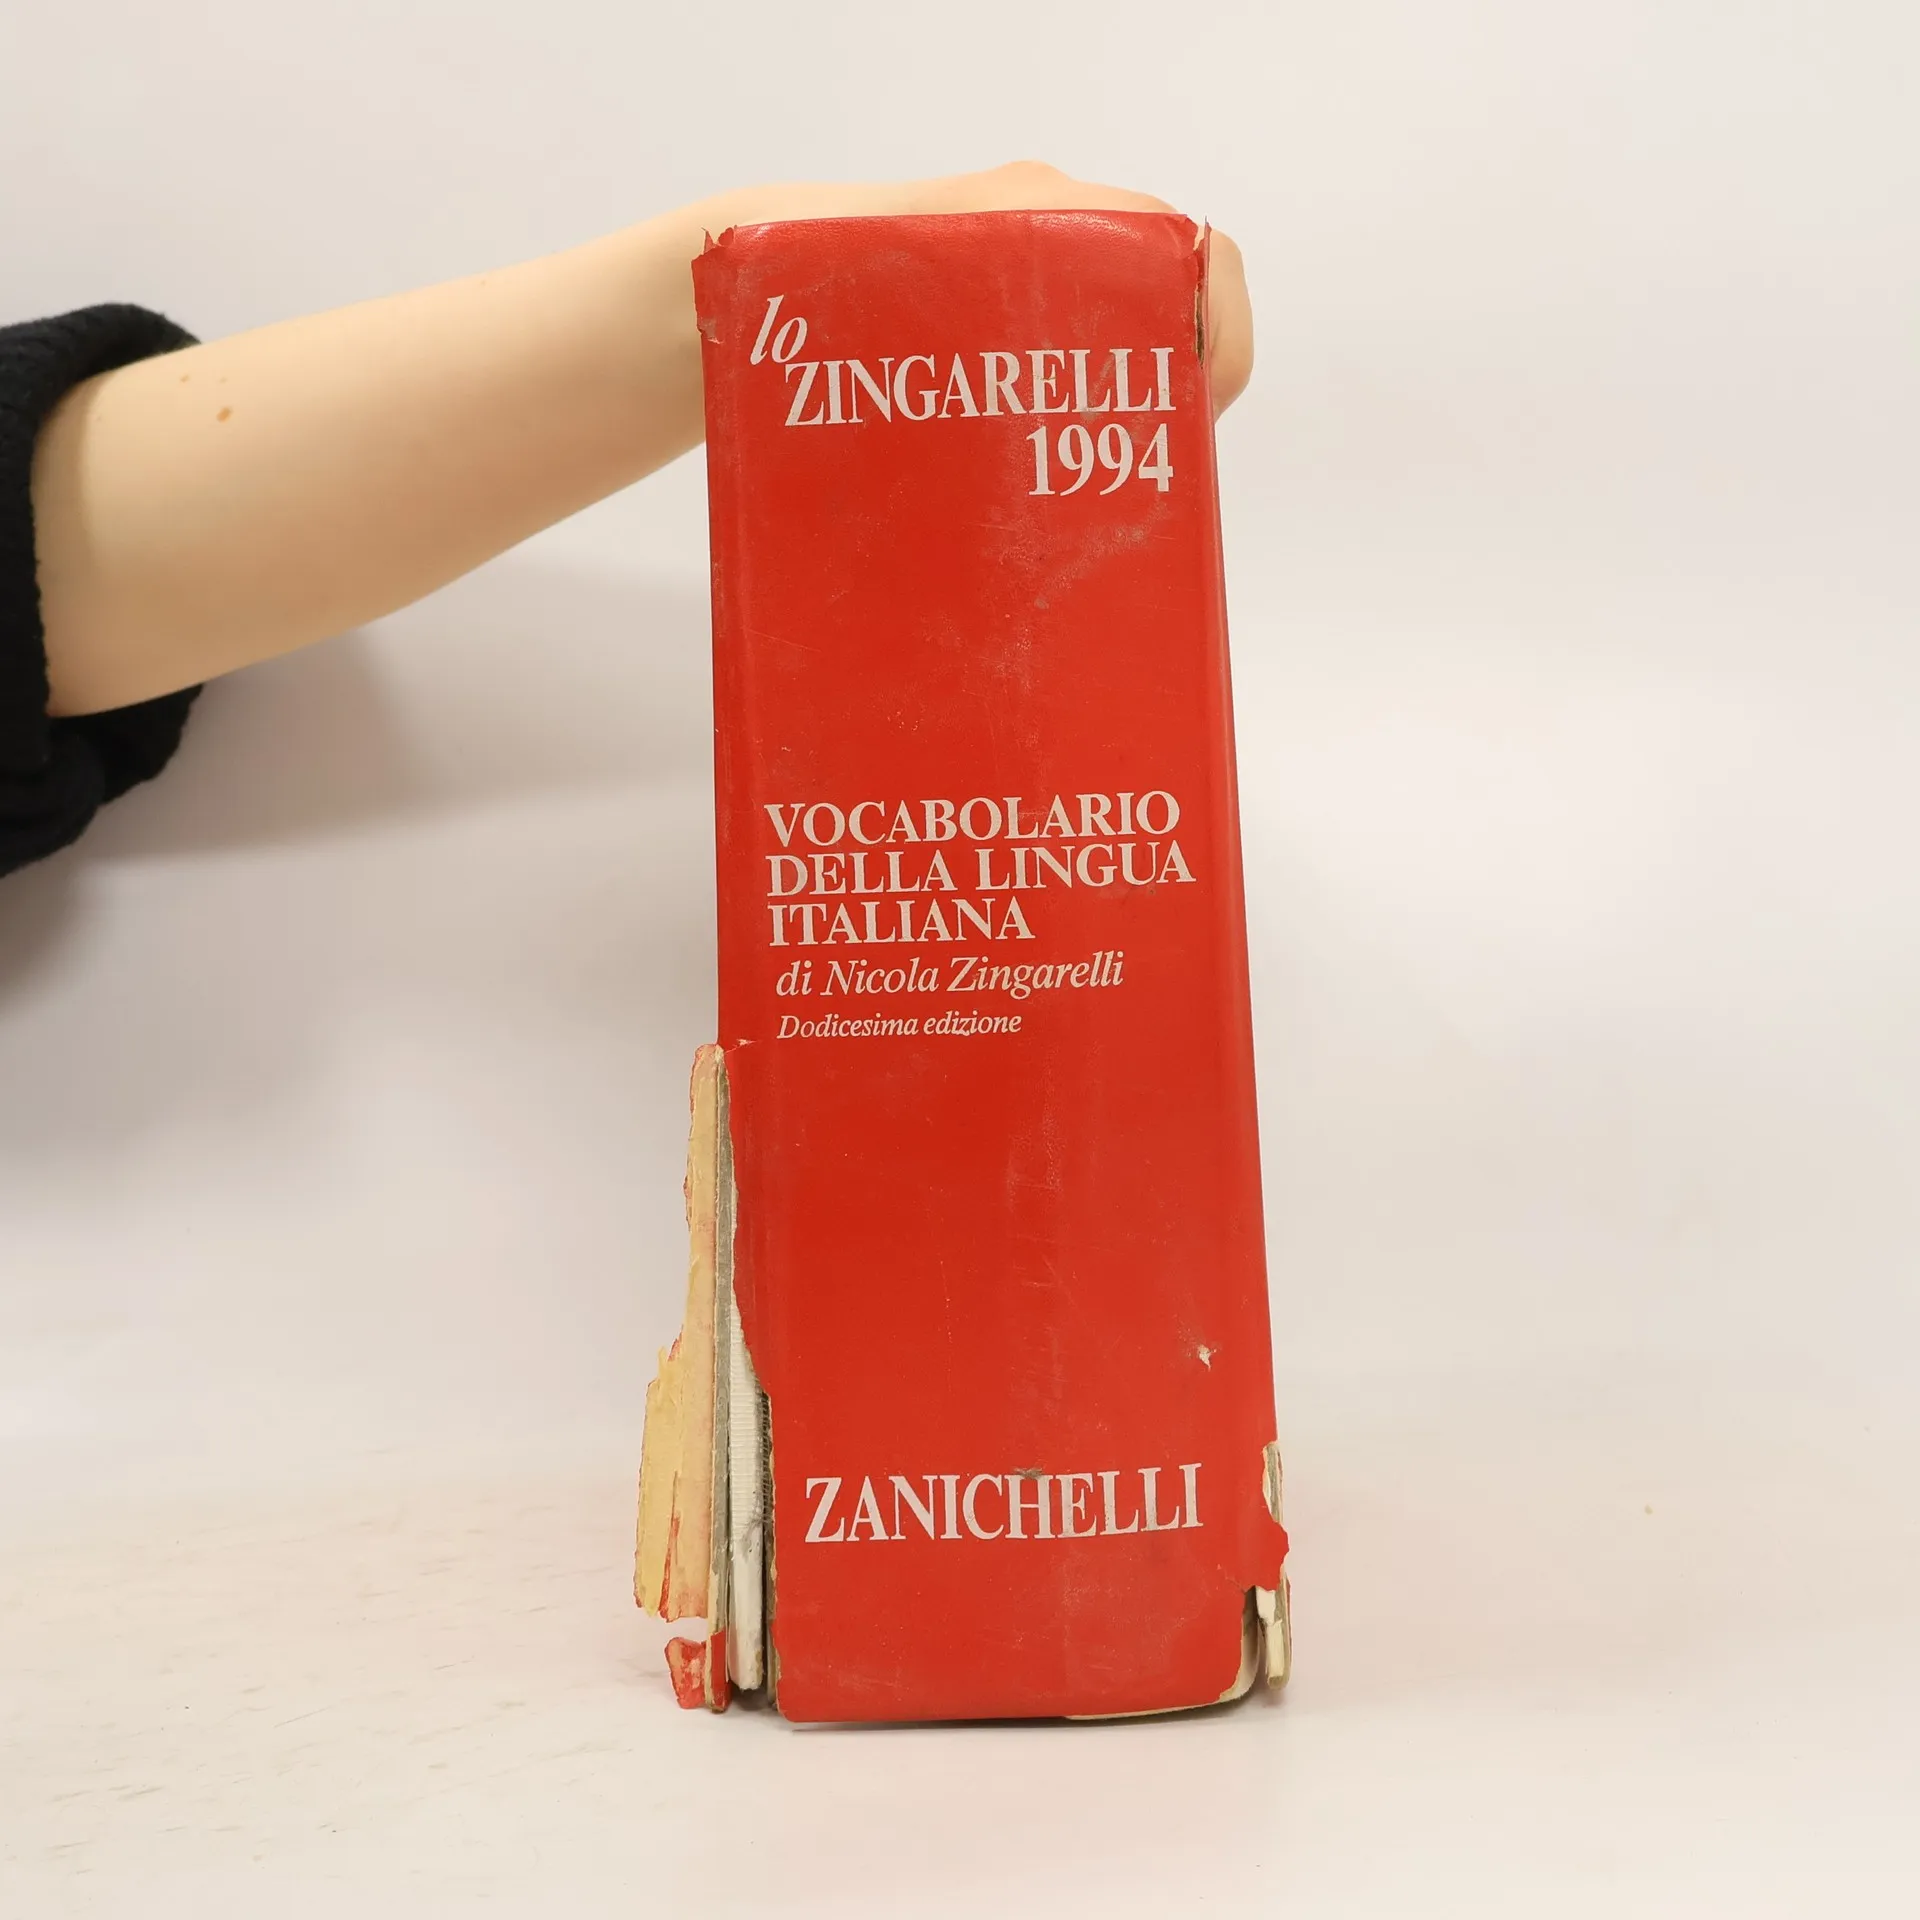 lo
ZINGARELLI
1994
VOCABOLARIO
DELLA LINGUA
ITALIANA
di Nicola Zingarelli
Dodicesima edizione
ZANICHELLI